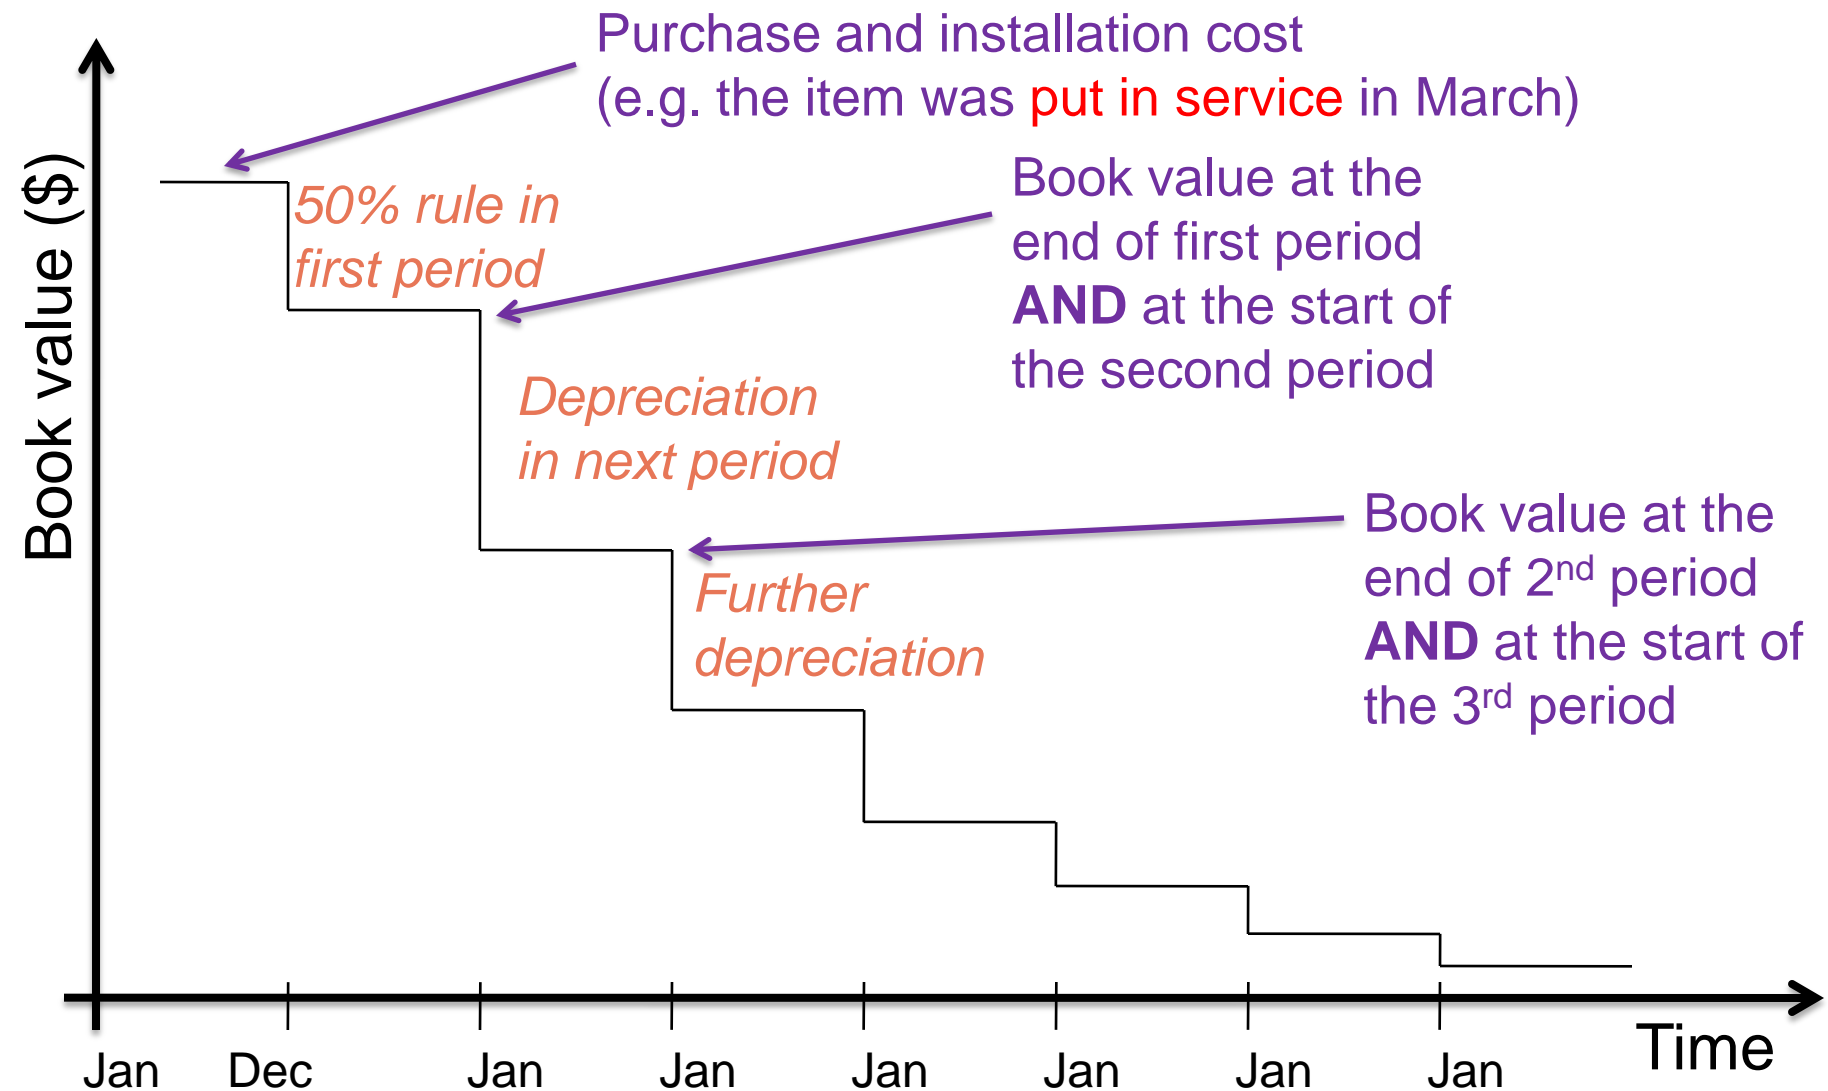 Purchase and installation cost
(e.g. the item was put in service in March)
Book value ($)
50% rule in
first period
Book value at the
end of first period
AND at the start of
the second period
Depreciation
in next period
Book value at the
end of 2nd period
AND at the start of
the 3rd period
Further
depreciation
Time
Jan Dec Jan Jan Jan Jan Jan Jan